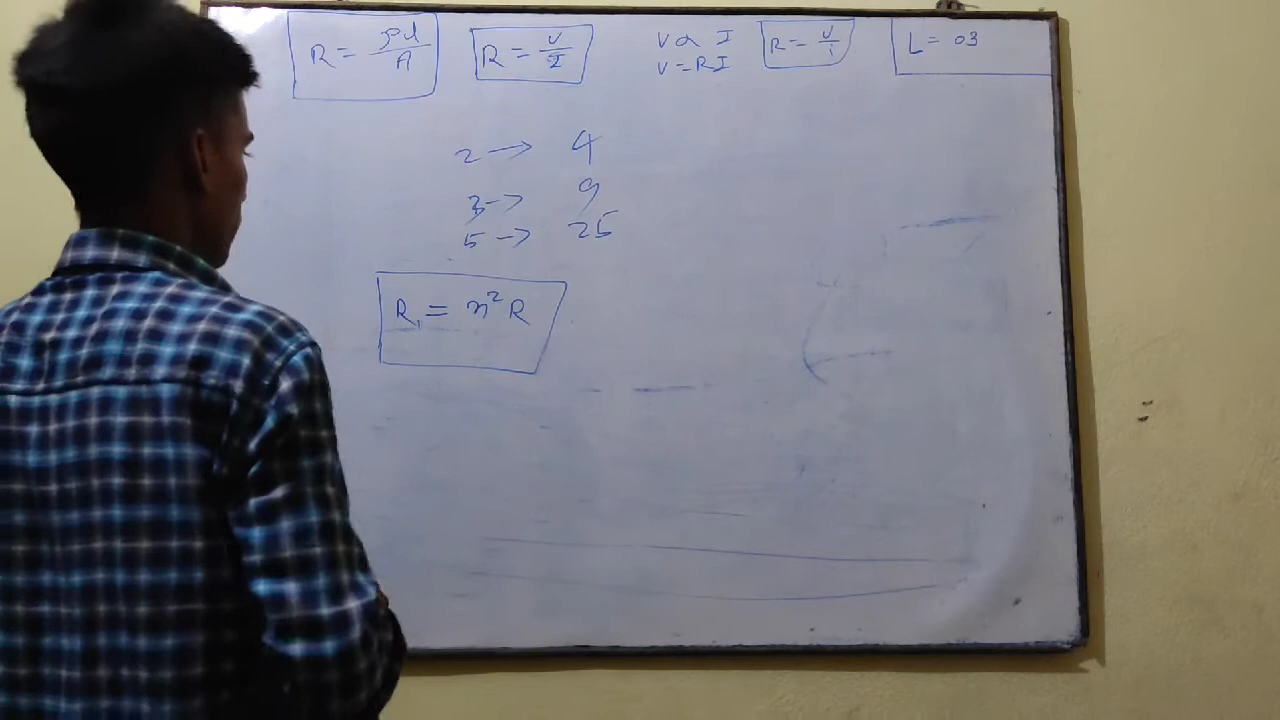 R = ρl/A
R = V/I
V ∝ I
V = RI
R = V/I
L = 03
2 → 4
3 → 9
5 → 25
R₁ = n²R